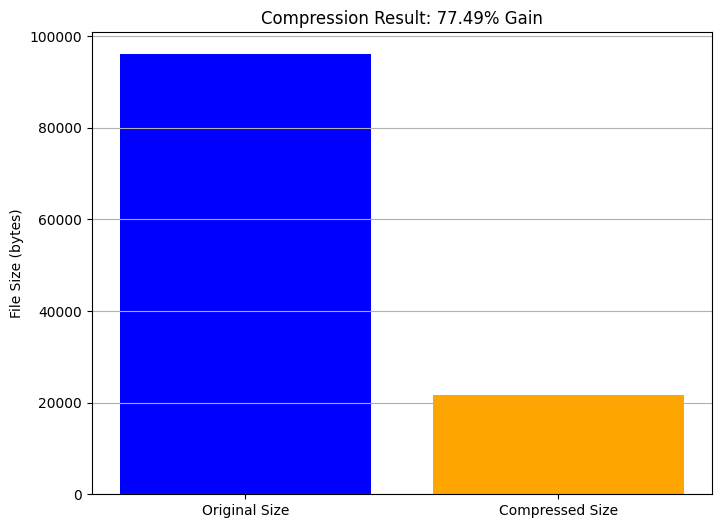 Compression Result: 77.49% Gain
100000
80000
60000
40000
20000
0
File Size (bytes)
Original Size
Compressed Size